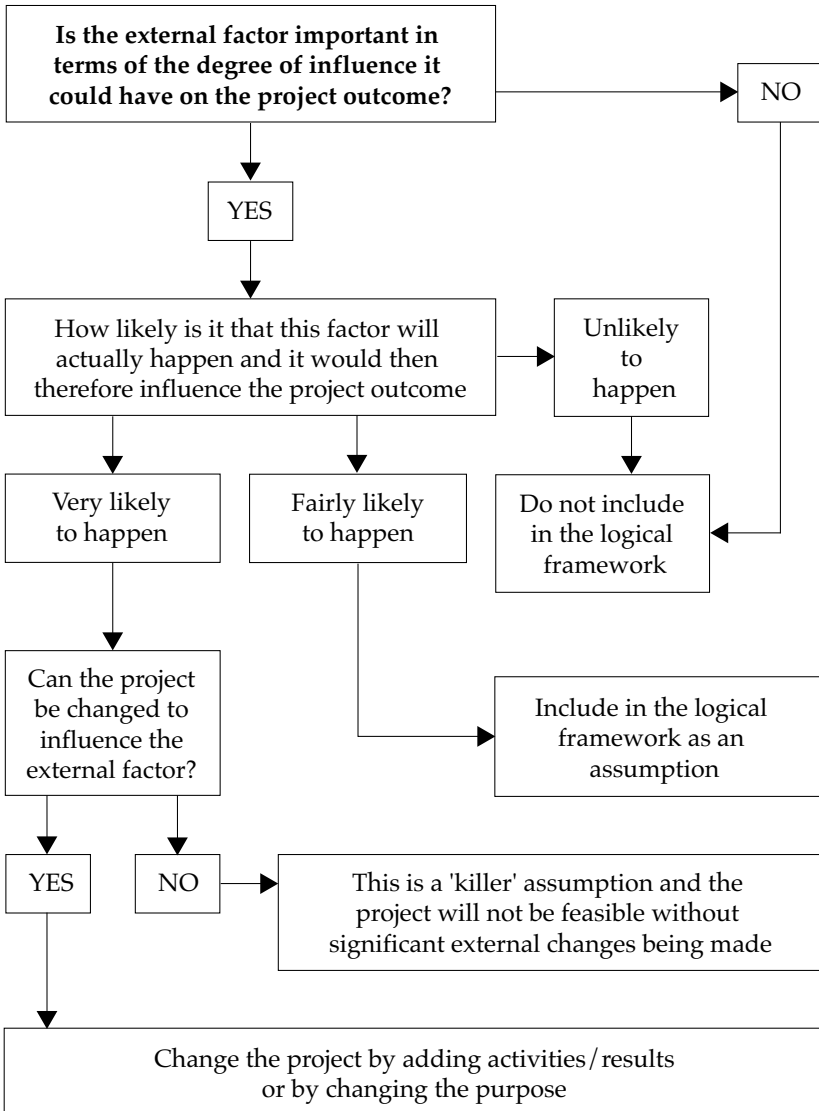 Is the external factor important in
terms of the degree of influence it
could have on the project outcome?
NO
YES
How likely is it that this factor will
actually happen and it would then
therefore influence the project outcome
Unlikely
to
happen
Very likely
to happen
Fairly likely
to happen
Do not include
in the logical
framework
Can the project
be changed to
influence the
external factor?
Include in the logical
framework as an
assumption
YES
NO
This is a 'killer' assumption and the
project will not be feasible without
significant external changes being made
Change the project by adding activities/results
or by changing the purpose